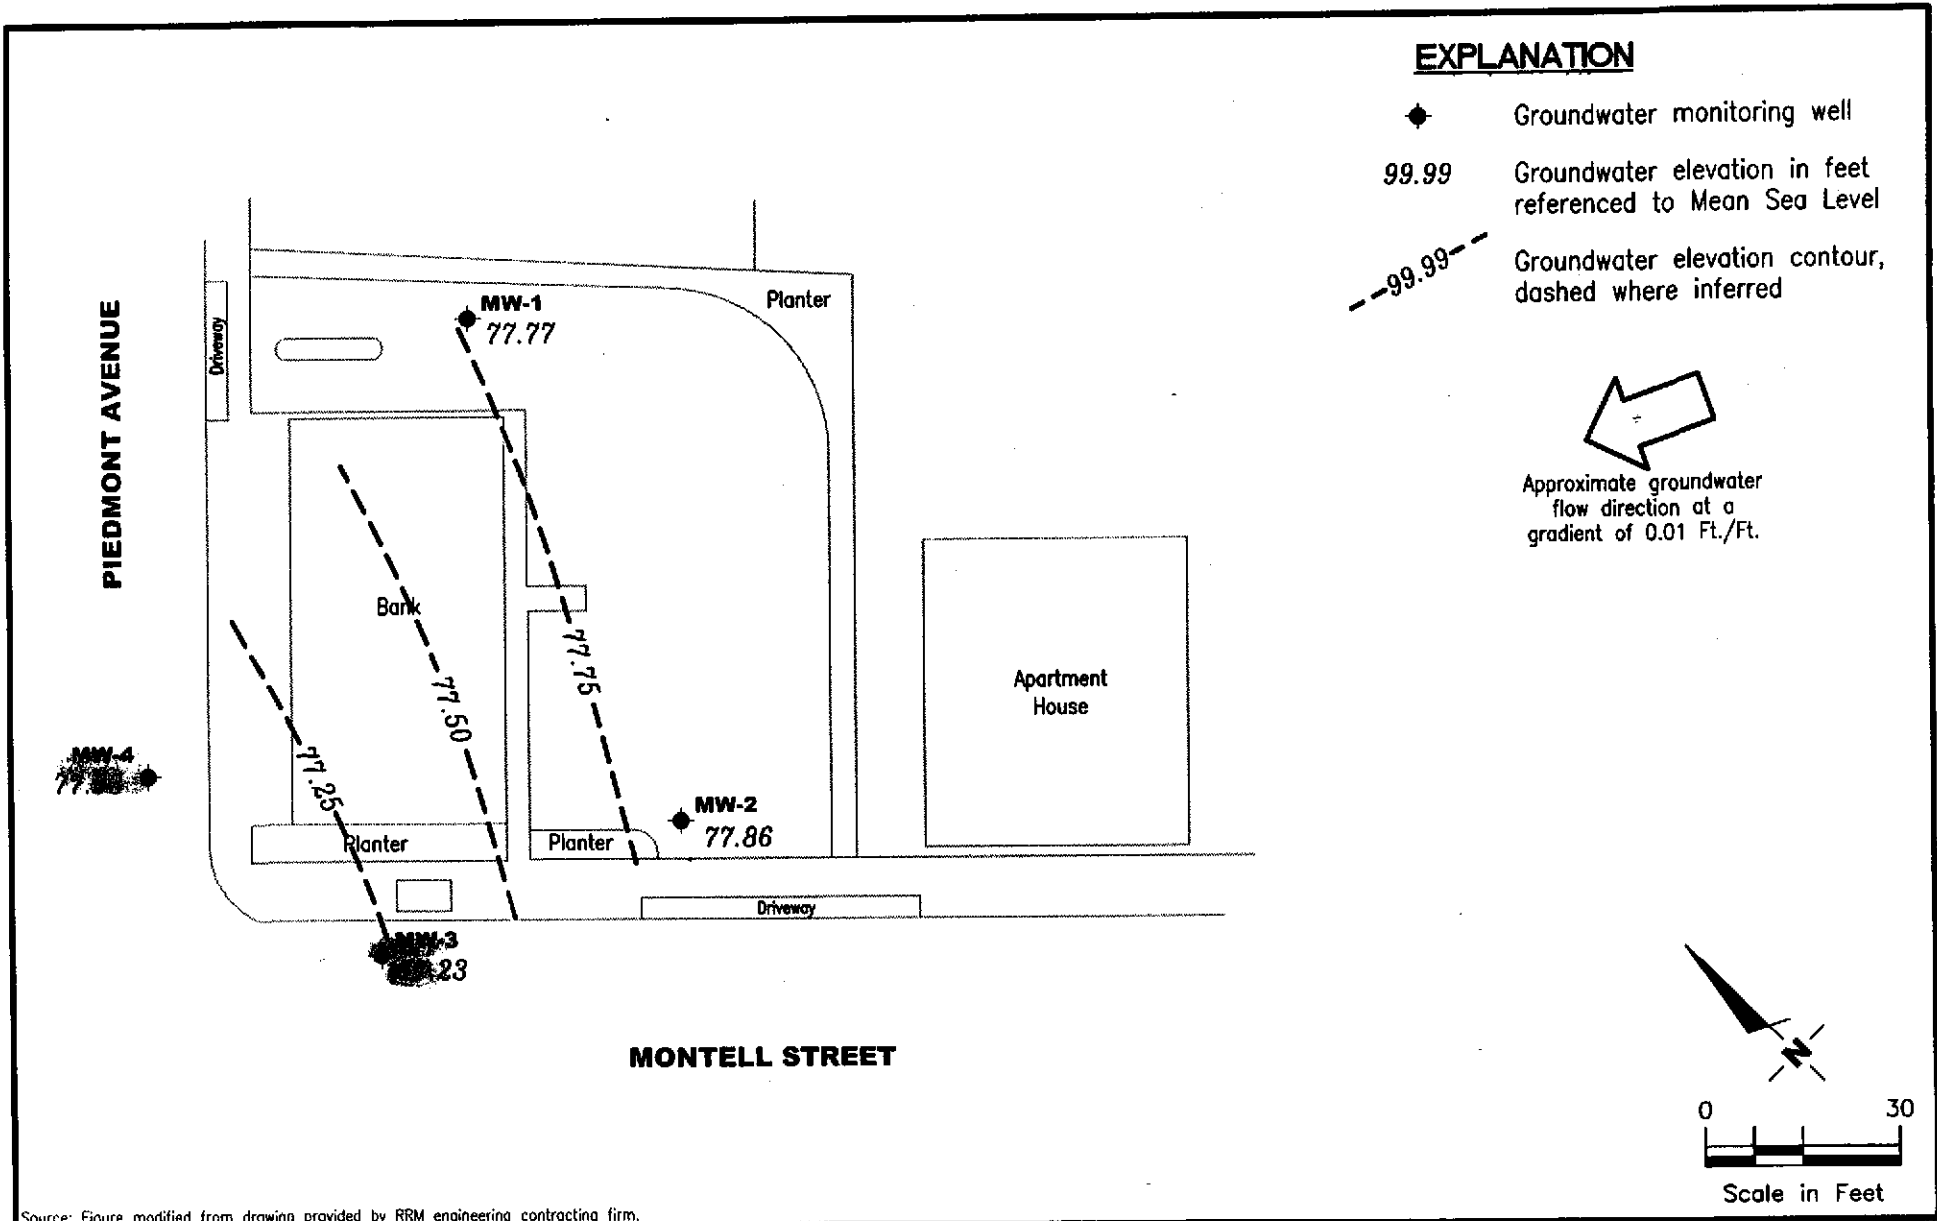 EXPLANATION
Groundwater monitoring well
99.99
Groundwater elevation in feet
referenced to Mean Sea Level
99.99
Groundwater elevation contour,
dashed where inferred
Approximate groundwater
flow direction at a
gradient of 0.01 Ft./Ft.
PIEDMONT AVENUE
Driveway
MW-1
77.77
Planter
Bank
77.75
77.50
77.25
Apartment
House
MW-4
MW-2
77.86
Planter
Planter
Driveway
MW-3
MONTELL STREET
N
0 30
Scale in Feet
Source: Figure modified from drawing provided by RRM engineering contracting firm.